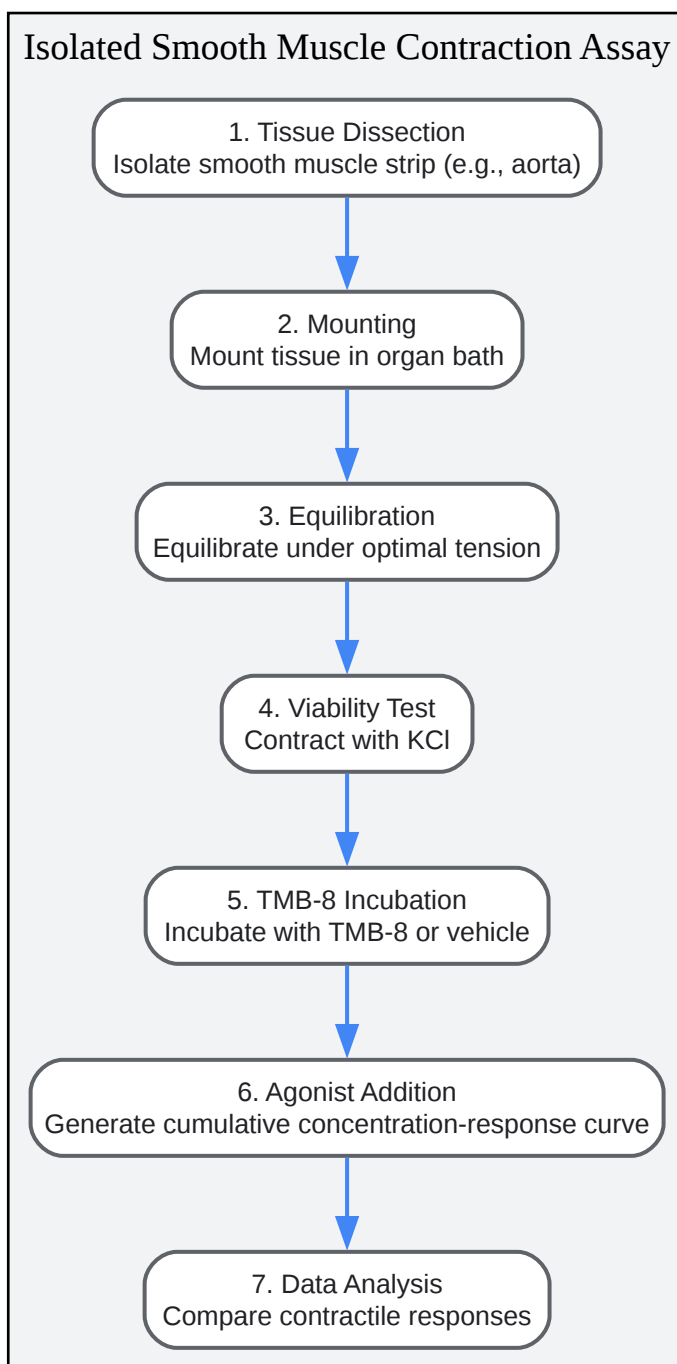 Isolated Smooth Muscle Contraction Assay
1. Tissue Dissection
Isolate smooth muscle strip (e.g., aorta)
2. Mounting
Mount tissue in organ bath
3. Equilibration
Equilibrate under optimal tension
4. Viability Test
Contract with KCl
5. TMB-8 Incubation
Incubate with TMB-8 or vehicle
6. Agonist Addition
Generate cumulative concentration-response curve
7. Data Analysis
Compare contractile responses